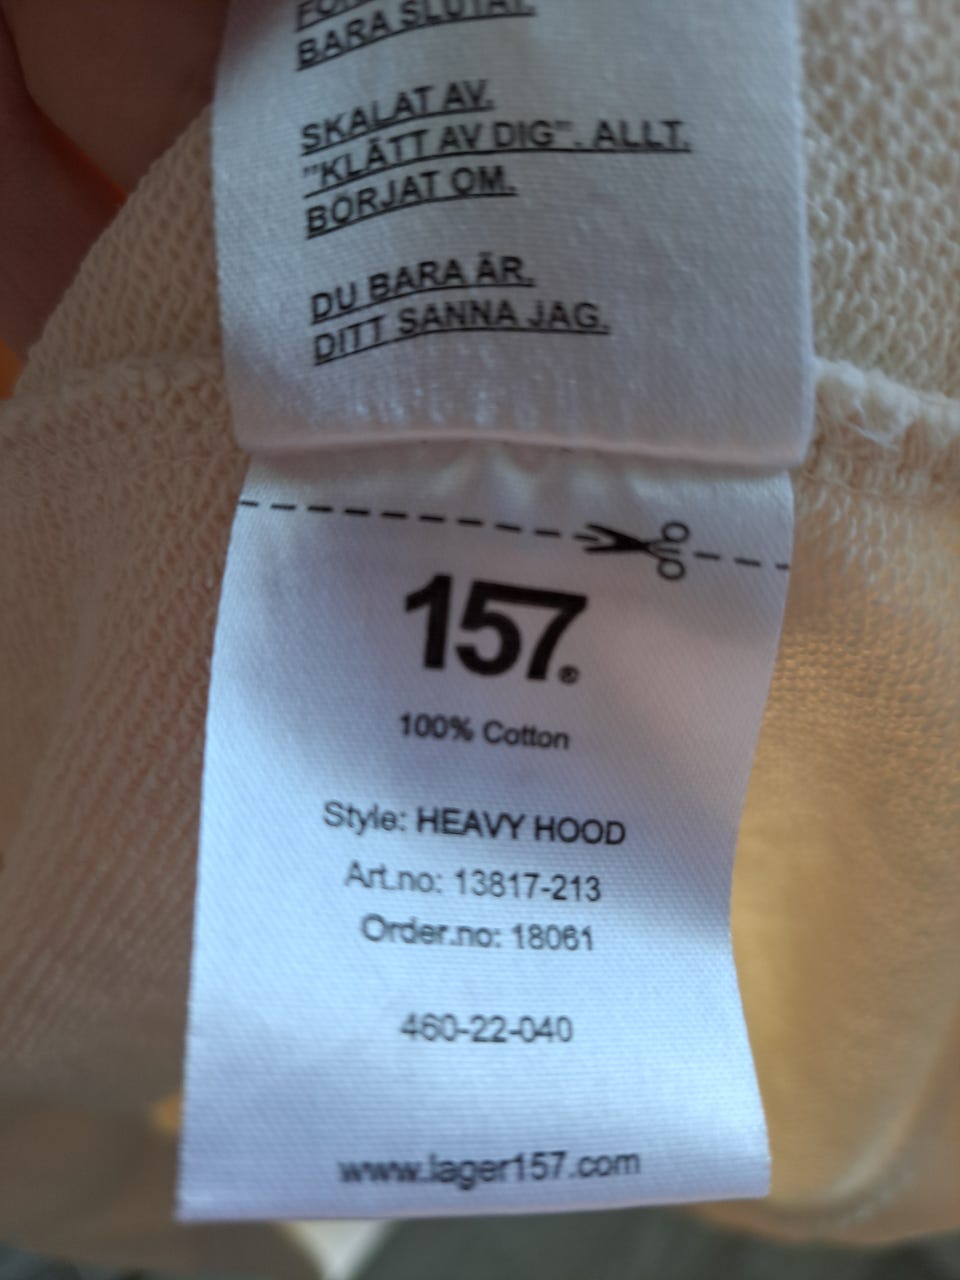 BARA SLUTAT.
SKALAT AV.
"KLÄTT AV DIG". ALLT.
BÖRJAT OM.
DU BARA ÄR.
DITT SANNA JAG.
157®
100% Cotton
Style: HEAVY HOOD
Art.no: 13817-213
Order.no: 18061
460-22-040
www.lager157.com